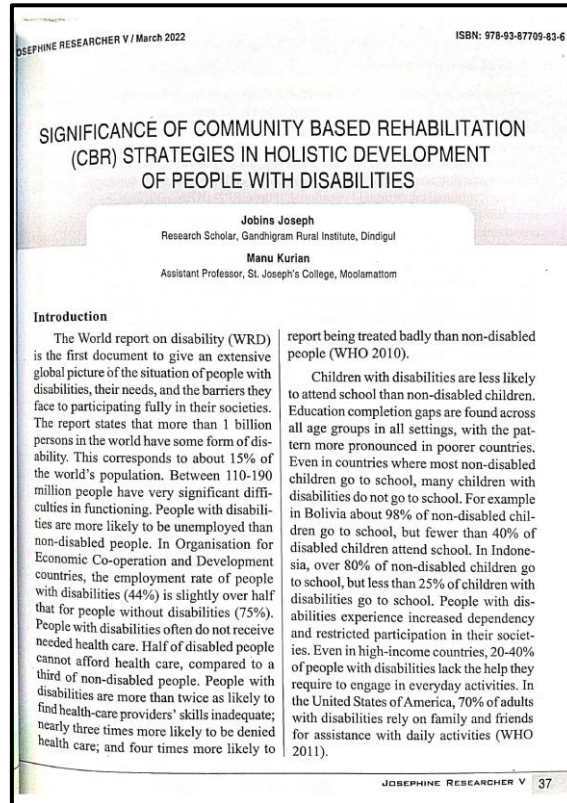 OSEPHINE RESEARCHER V / March 2022
ISBN: 978-93-87709-83-6
SIGNIFICANCE OF COMMUNITY BASED REHABILITATION
(CBR) STRATEGIES IN HOLISTIC DEVELOPMENT
OF PEOPLE WITH DISABILITIES
Jobins Joseph
Research Scholar, Gandhigram Rural Institute, Dindigul
Manu Kurian
Assistant Professor, St. Joseph's College, Moolamattom
Introduction
The World report on disability (WRD)
is the first document to give an extensive
global picture of the situation of people with
disabilities, their needs, and the barriers they
face to participating fully in their societies.
The report states that more than 1 billion
persons in the world have some form of dis-
ability. This corresponds to about 15% of
the world's population. Between 110-190
million people have very significant diffi-
culties in functioning. People with disabili-
ties are more likely to be unemployed than
non-disabled people. In Organisation for
Economic Co-operation and Development
countries, the employment rate of people
with disabilities (44%) is slightly over half
that for people without disabilities (75%).
People with disabilities often do not receive
needed health care. Half of disabled people
cannot afford health care, compared to a
third of non-disabled people. People with
disabilities are more than twice as likely to
find health-care providers' skills inadequate;
nearly three times more likely to be denied
health care; and four times more likely to
report being treated badly than non-disabled
people (WHO 2010).
Children with disabilities are less likely
to attend school than non-disabled children.
Education completion gaps are found across
all age groups in all settings, with the pat-
tern more pronounced in poorer countries.
Even in countries where most non-disabled
children go to school, many children with
disabilities do not go to school. For example
in Bolivia about 98% of non-disabled chil-
dren go to school, but fewer than 40% of
disabled children attend school. In Indone-
sia, over 80% of non-disabled children go
to school, but less than 25% of children with
disabilities go to school. People with dis-
abilities experience increased dependency
and restricted participation in their societ-
ies. Even in high-income countries, 20-40%
of people with disabilities lack the help they
require to engage in everyday activities. In
the United States of America, 70% of adults
with disabilities rely on family and friends
for assistance with daily activities (WHO
2011).
JOSEPHINE RESEARCHER V 37